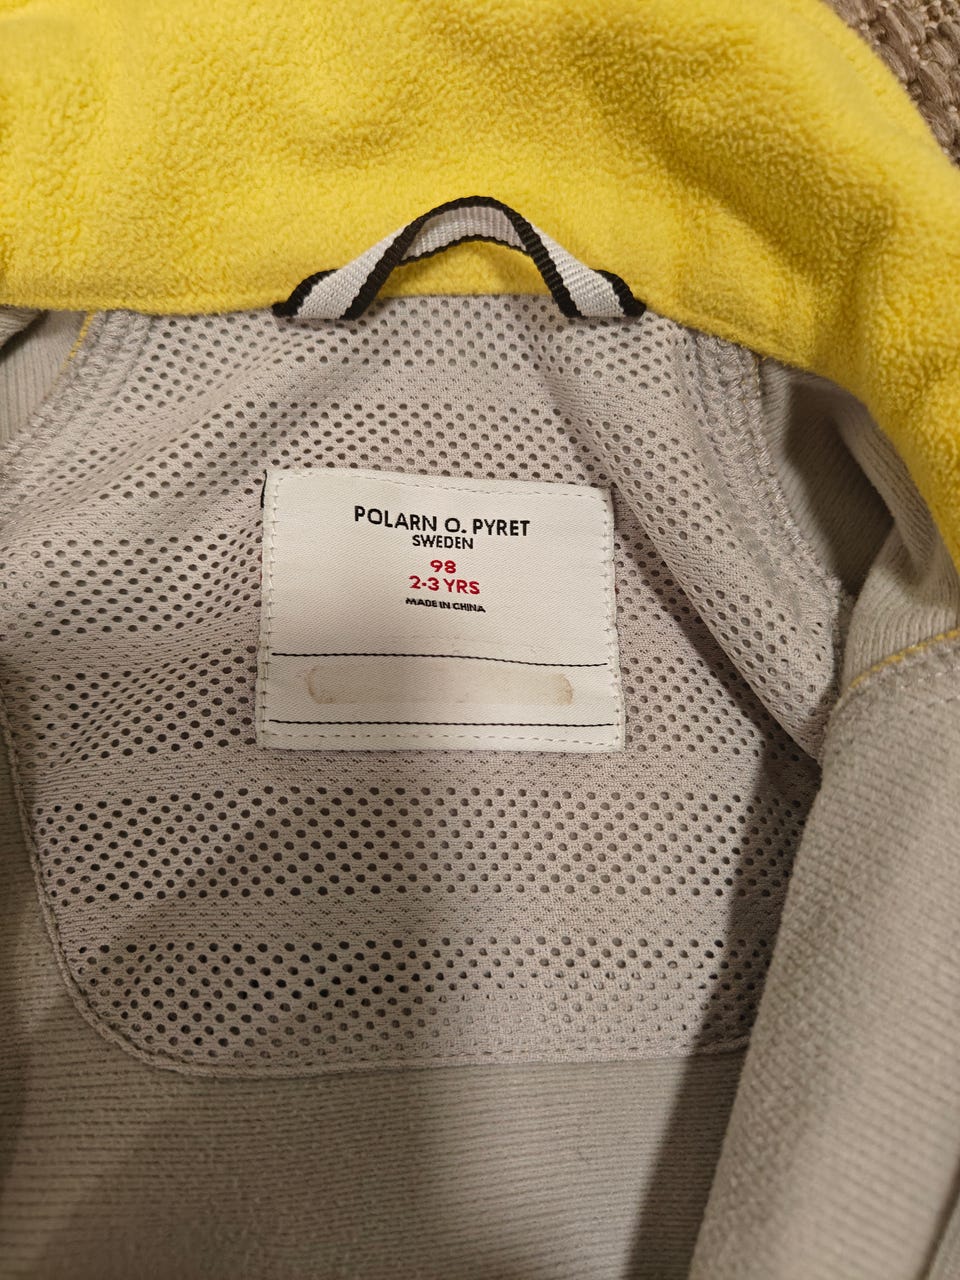 POLARN O. PYRET
SWEDEN
98
2-3 YRS
MADE IN CHINA